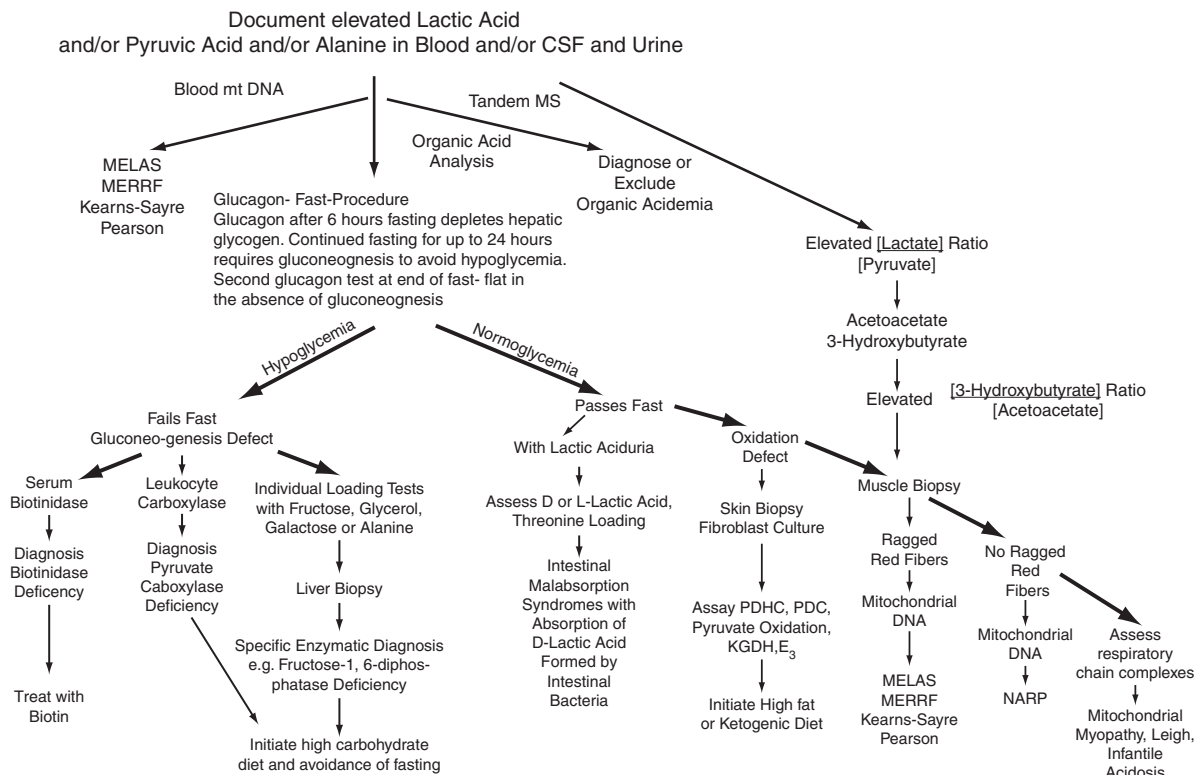 Document elevated Lactic Acid
and/or Pyruvic Acid and/or Alanine in Blood and/or CSF and Urine
Blood mt DNA
Tandem MS
Organic Acid
Analysis
MELAS
MERRF
Kearns-Sayre
Pearson
Diagnose or
Exclude
Organic Acidemia
Glucagon- Fast-Procedure
Glucagon after 6 hours fasting depletes hepatic
glycogen. Continued fasting for up to 24 hours
requires gluconeognesis to avoid hypoglycemia.
Second glucagon test at end of fast- flat in
the absence of gluconeognesis
Elevated [Lactate] Ratio
[Pyruvate]
Acetoacetate
3-Hydroxybutyrate
Elevated
[3-Hydroxybutyrate] Ratio
[Acetoacetate]
Hypoglycemia
Normoglycemia
Fails Fast
Gluconeo-genesis Defect
Passes Fast
With Lactic Aciduria
Oxidation
Defect
Muscle Biopsy
Serum
Biotinidase
Diagnosis
Biotinidase
Deficency
Treat with
Biotin
Leukocyte
Carboxylase
Diagnosis
Pyruvate
Caboxylase
Deficiency
Individual Loading Tests
with Fructose, Glycerol,
Galactose or Alanine
Liver Biopsy
Specific Enzymatic Diagnosis
e.g. Fructose-1, 6-diphos-
phatase Deficiency
Initiate high carbohydrate
diet and avoidance of fasting
Assess D or L-Lactic Acid,
Threonine Loading
Intestinal
Malabsorption
Syndromes with
Absorption of
D-Lactic Acid
Formed by
Intestinal
Bacteria
Skin Biopsy
Fibroblast Culture
Assay PDHC, PDC,
Pyruvate Oxidation,
KGDH,E3
Initiate High fat
or Ketogenic Diet
Ragged
Red Fibers
Mitochondrial
DNA
MELAS
MERRF
Kearns-Sayre
Pearson
No Ragged
Red
Fibers
Mitochondrial
DNA
NARP
Assess
respiratory
chain complexes
Mitochondrial
Myopathy, Leigh,
Infantile
Acidosis